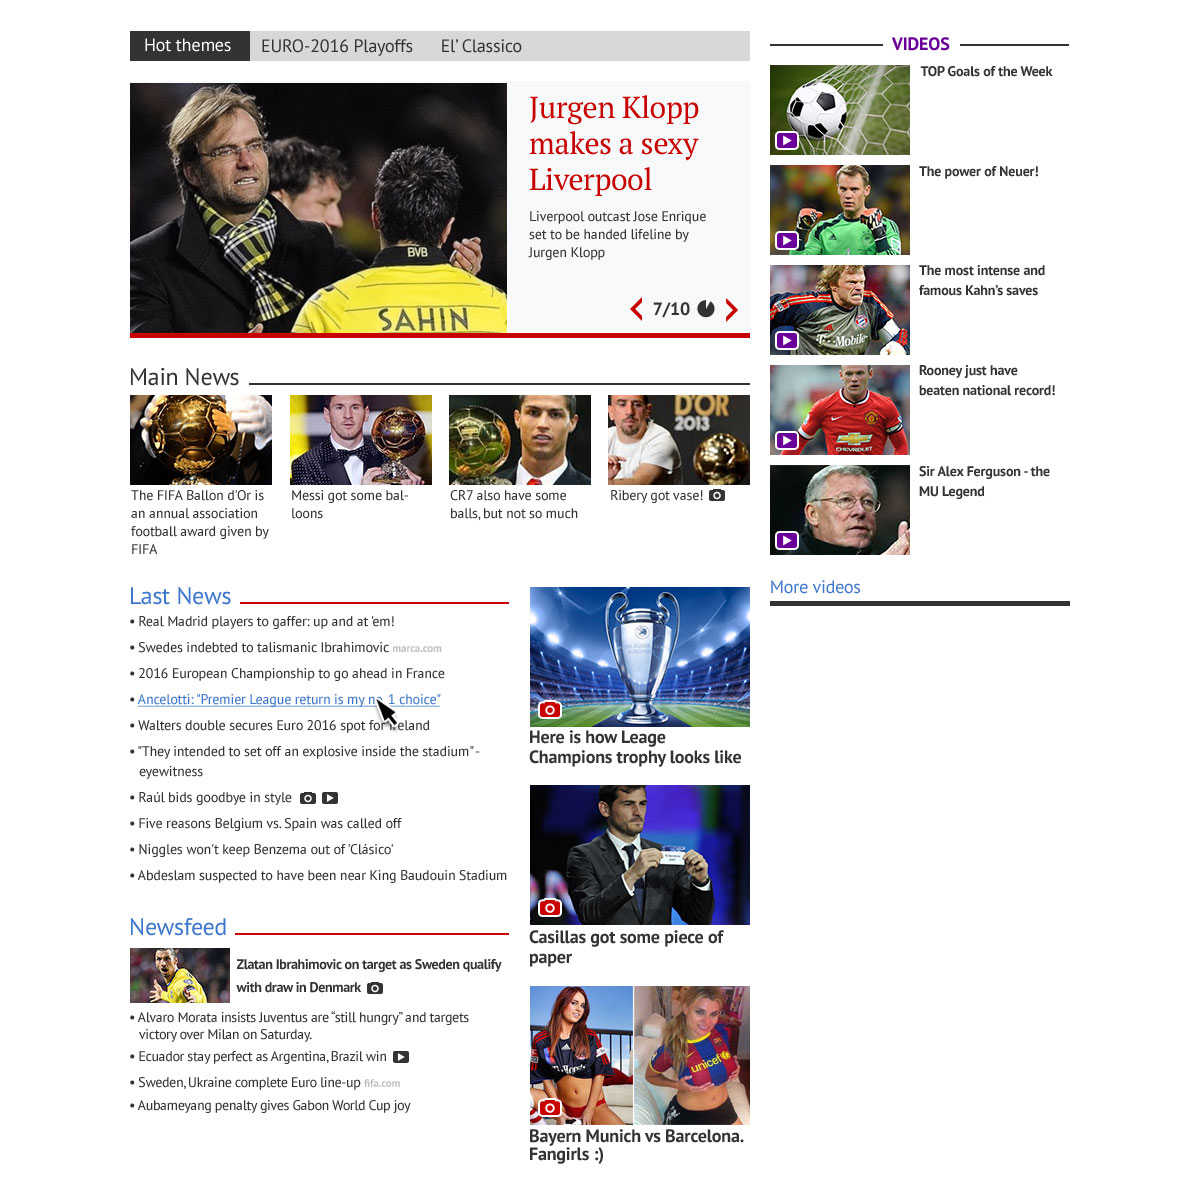 Hot themes EURO-2016 Playoffs El’ Classico
Jurgen Klopp
makes a sexy
Liverpool
Liverpool outcast Jose Enrique
set to be handed lifeline by
Jurgen Klopp
7/10
BVB
SAHIN
Main News
D'OR
2013
The FIFA Ballon d'Or is
an annual association
football award given by
FIFA
Messi got some bal-
loons
CR7 also have some
balls, but not so much
Ribery got vase!
Last News
• Real Madrid players to gaffer: up and at 'em!
• Swedes indebted to talismanic Ibrahimovic marca.com
• 2016 European Championship to go ahead in France
• Ancelotti: "Premier League return is my 1 choice"
• Walters double secures Euro 2016 spot for eland
• "They intended to set off an explosive inside the stadium" -
eyewitness
• Raúl bids goodbye in style
• Five reasons Belgium vs. Spain was called off
• Niggles won't keep Benzema out of 'Clásico'
• Abdeslam suspected to have been near King Baudouin Stadium
Newsfeed
Zlatan Ibrahimovic on target as Sweden qualify
with draw in Denmark
• Alvaro Morata insists Juventus are “still hungry” and targets
victory over Milan on Saturday.
• Ecuador stay perfect as Argentina, Brazil win
• Sweden, Ukraine complete Euro line-up fifa.com
• Aubameyang penalty gives Gabon World Cup joy
Here is how Leage
Champions trophy looks like
Casillas got some piece of
paper
unicef
Bayern Munich vs Barcelona.
Fangirls :)
VIDEOS
TOP Goals of the Week
The power of Neuer!
The most intense and
famous Kahn’s saves
T··Mobile·
Rooney just have
beaten national record!
CHEVROLET
Sir Alex Ferguson - the
MU Legend
More videos